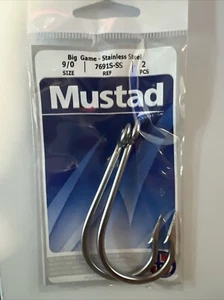 Big Game - Stainless Steel
9/0 7691S-SS 2
SIZE REF PCS
Mustad